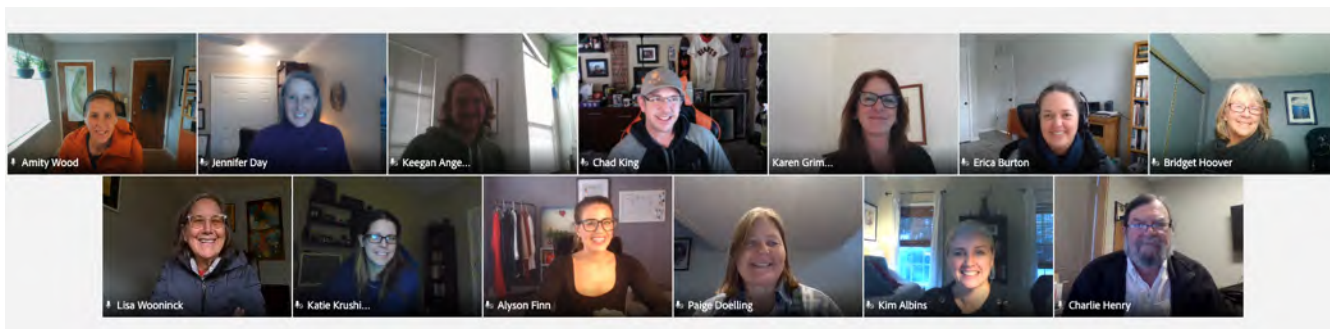 Amity Wood
Jennifer Day
Keegan Ange...
Chad King
Karen Grim...
Erica Burton
Bridget Hoover
Lisa Wooninck
Katie Krushi...
Alyson Finn
Paige Doelling
Kim Albins
Charlie Henry